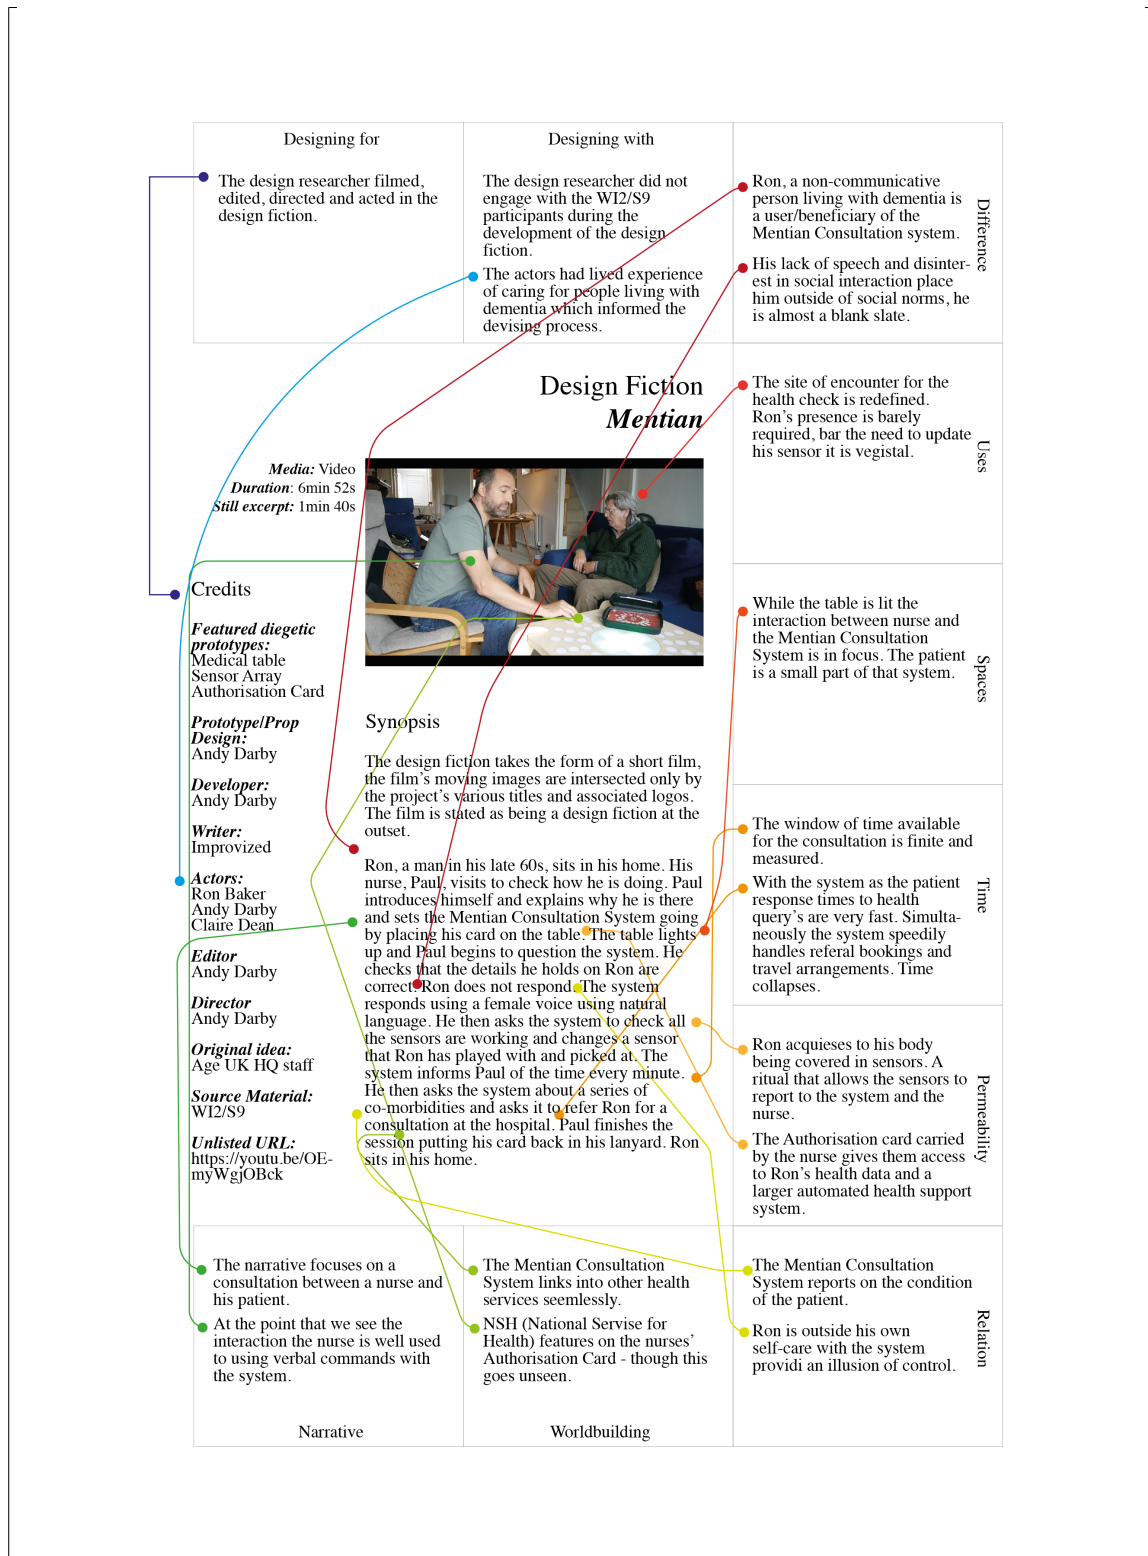 Designing for
The design researcher filmed,
edited, directed and acted in the
design fiction.
Designing with
The design researcher did not
engage with the WI2/S9
participants during the
development of the design
fiction.
The actors had lived experience
of caring for people living with
dementia which informed the
devising process.
Difference
Ron, a non-communicative
person living with dementia is
a user/beneficiary of the
Mentian Consultation system.
His lack of speech and disinter-
est in social interaction place
him outside of social norms, he
is almost a blank slate.
Design Fiction
Mentian
Media: Video
Duration: 6min 52s
Still excerpt: 1min 40s
Uses
The site of encounter for the
health check is redefined.
Ron's presence is barely
required, bar the need to update
his sensor it is vegistal.
Credits
Featured diegetic
prototypes:
Medical table
Sensor Array
Authorisation Card
Prototype/Prop
Design:
Andy Darby
Developer:
Andy Darby
Writer:
Improvized
Actors:
Ron Baker
Andy Darby
Claire Dean
Editor
Andy Darby
Director
Andy Darby
Original idea:
Age UK HQ staff
Source Material:
WI2/S9
Unlisted URL:
https://youtu.be/OE-
myWgjOBck
Synopsis
The design fiction takes the form of a short film,
the film's moving images are intersected only by
the project's various titles and associated logos.
The film is stated as being a design fiction at the
outset.
Ron, a man in his late 60s, sits in his home. His
nurse, Paul, visits to check how he is doing. Paul
introduces himself and explains why he is there
and sets the Mentian Consultation System going
by placing his card on the table. The table lights
up and Paul begins to question the system. He
checks that the details he holds on Ron are
correct. Ron does not respond. The system
responds using a female voice using natural
language. He then asks the system to check all
the sensors are working and changes a sensor
that Ron has played with and picked at. The
system informs Paul of the time every minute.
He then asks the system about a series of
co-morbidities and asks it to refer Ron for a
consultation at the hospital. Paul finishes the
session putting his card back in his lanyard. Ron
sits in his home.
Spaces
While the table is lit the
interaction between nurse and
the Mentian Consultation
System is in focus. The patient
is a small part of that system.
Time
The window of time available
for the consultation is finite and
measured.
With the system as the patient
response times to health
query's are very fast. Simulta-
neously the system speedily
handles referal bookings and
travel arrangements. Time
collapses.
Permeability
Ron acquieses to his body
being covered in sensors. A
ritual that allows the sensors to
report to the system and the
nurse.
The Authorisation card carried
by the nurse gives them access
to Ron's health data and a
larger automated health support
system.
The narrative focuses on a
consultation between a nurse and
his patient.
At the point that we see the
interaction the nurse is well used
to using verbal commands with
the system.
Narrative
The Mentian Consultation
System links into other health
services seemlessly.
NSH (National Servise for
Health) features on the nurses'
Authorisation Card - though this
goes unseen.
Worldbuilding
Relation
The Mentian Consultation
System reports on the condition
of the patient.
Ron is outside his own
self-care with the system
providi an illusion of control.